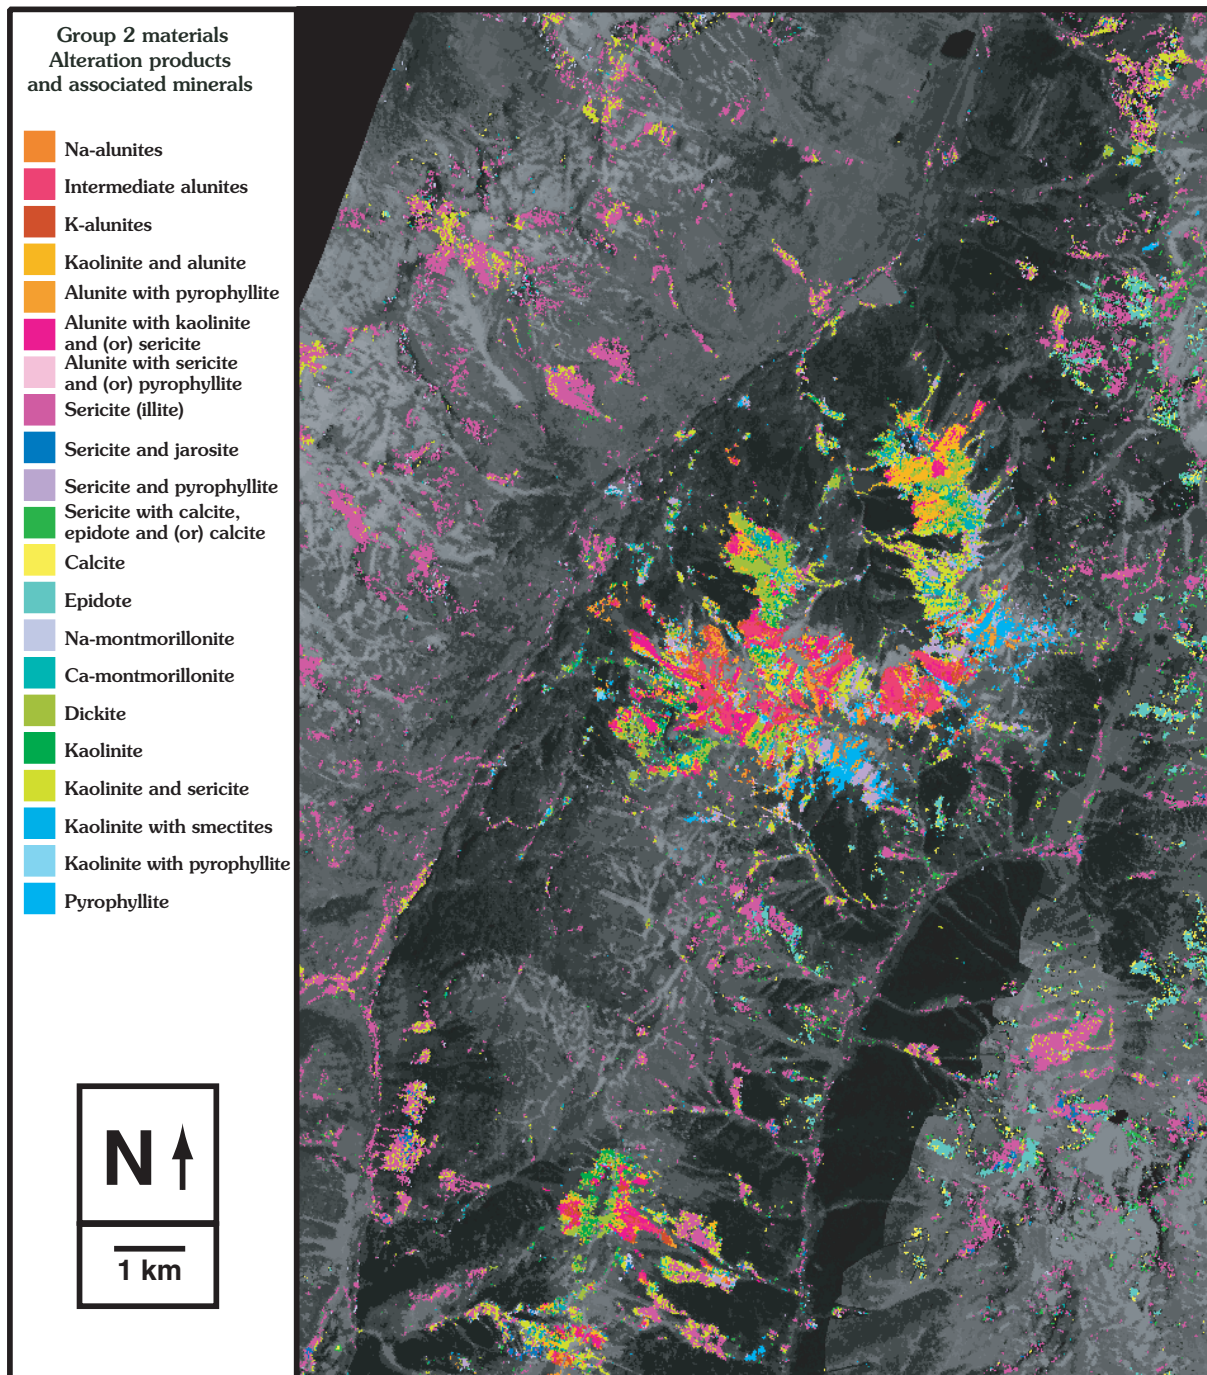 Group 2 materials
Alteration products
and associated minerals
Na-alunites
Intermediate alunites
K-alunites
Kaolinite and alunite
Alunite with pyrophyllite
Alunite with kaolinite
and (or) sericite
Alunite with sericite
and (or) pyrophyllite
Sericite (illite)
Sericite and jarosite
Sericite and pyrophyllite
Sericite with calcite,
epidote and (or) calcite
Calcite
Epidote
Na-montmorillonite
Ca-montmorillonite
Dickite
Kaolinite
Kaolinite and sericite
Kaolinite with smectites
Kaolinite with pyrophyllite
Pyrophyllite
N
1 km